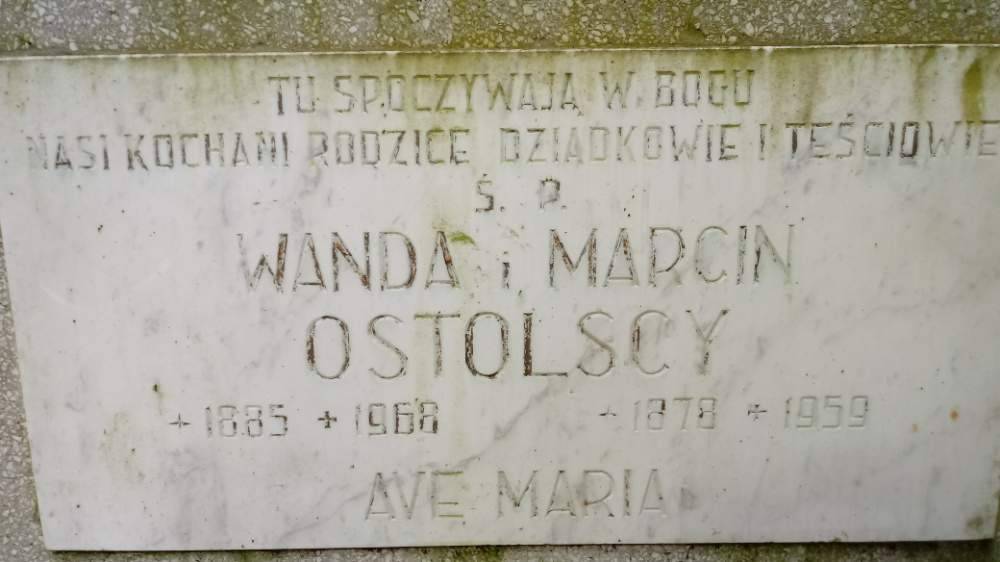 TU SPOCZYWAJĄ W BOGU
NASI KOCHANI RODZICE DZIADKOWIE I TEŚCIOWIE
Ś. P.
WANDA i MARCIN
OSTOLSCY
+ 1885 + 1968 + 1878 + 1959
AVE MARIA